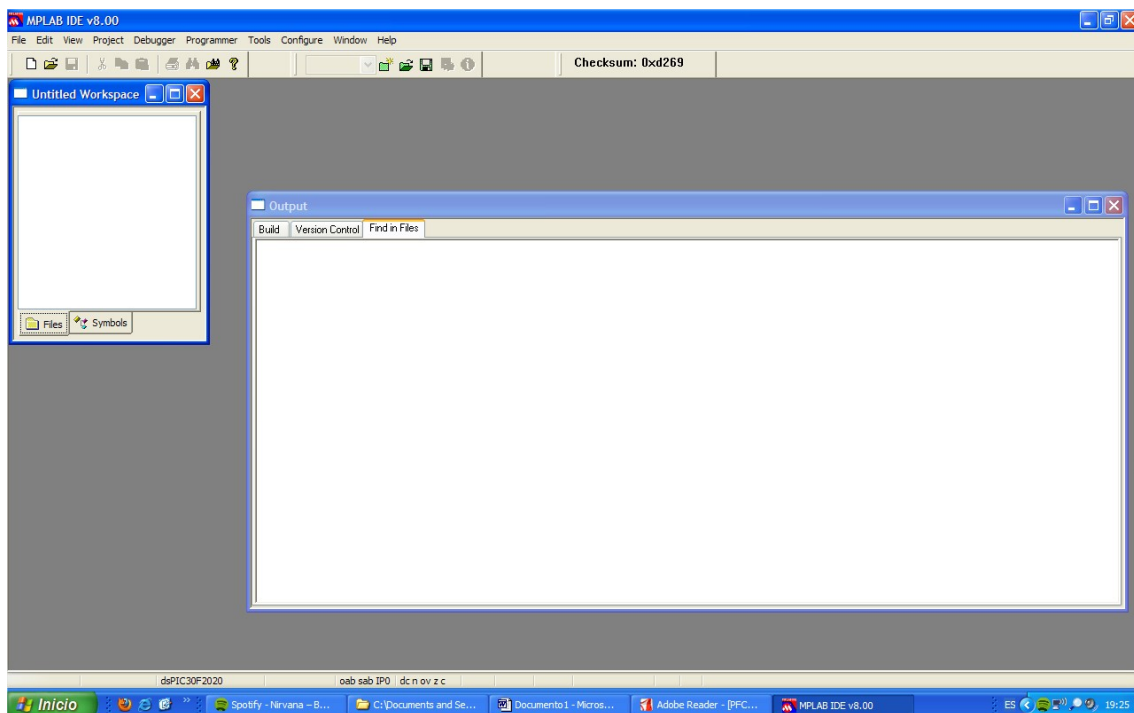 MPLAB IDE v8.00
File Edit View Project Debugger Programmer Tools Configure Window Help
Checksum: 0xd269
Untitled Workspace
Output
Build Version Control Find in Files
Files Symbols
dsPIC30F2020 oab sab IP0 dc n ov z c
Inicio Spotify - Nirvana – B... C:\Documents and Se... Documento1 - Micros... Adobe Reader - [PFC... MPLAB IDE v8.00 ES 19:25